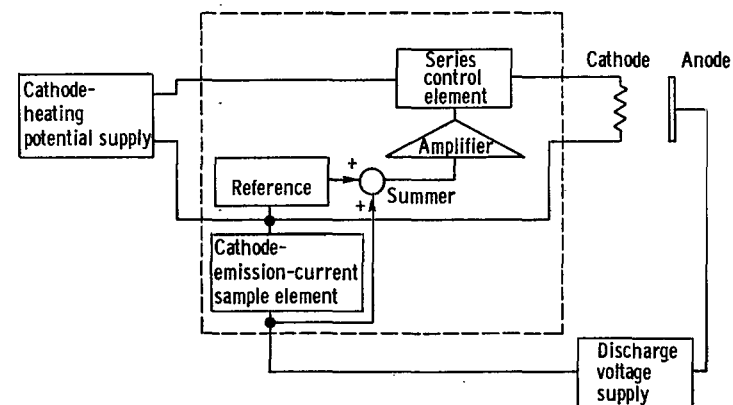 Series
control
element
Cathode
Anode
Cathode-
heating
potential supply
Amplifier
+
Reference
Summer
+
Cathode-
emission-current
sample element
Discharge
voltage
supply